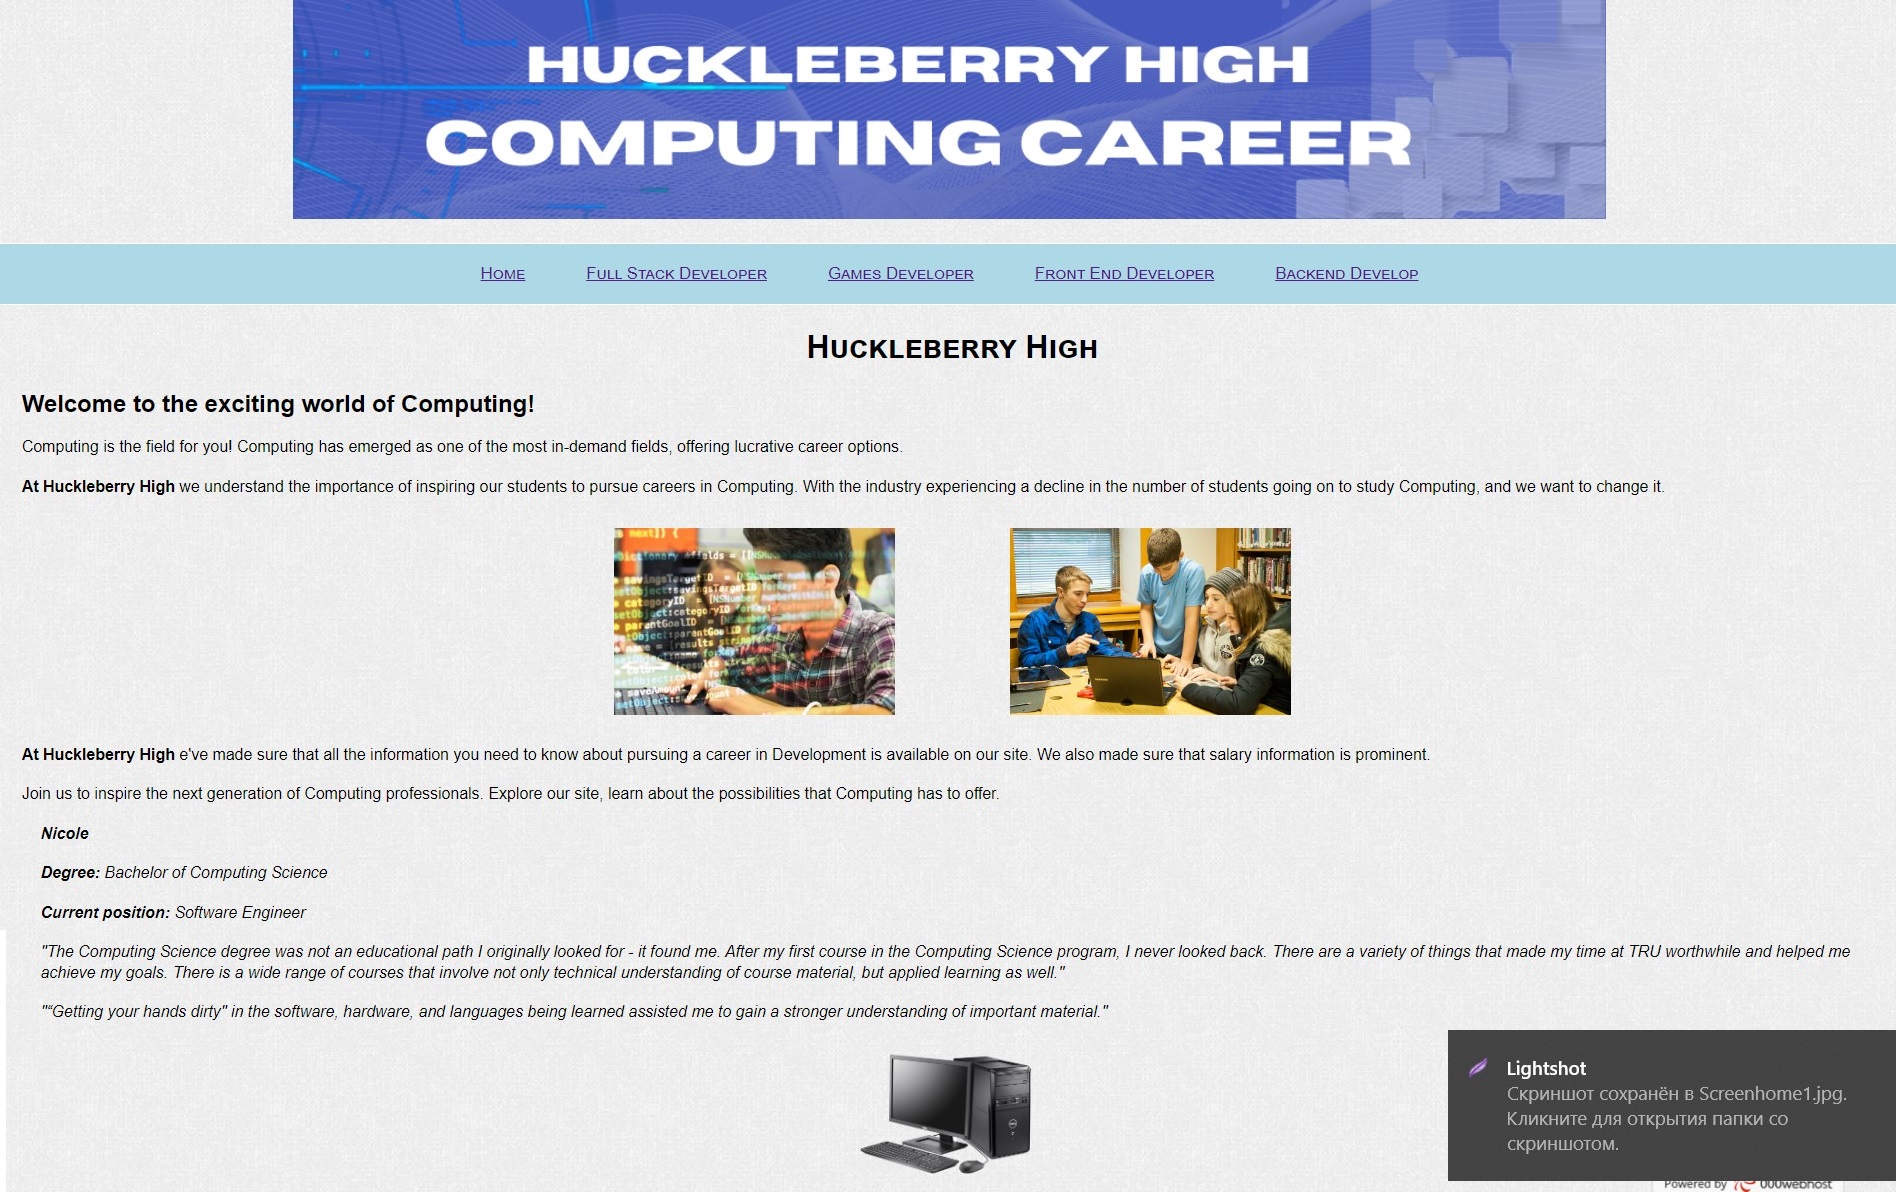 HUCKLEBERRY HIGH
COMPUTING CAREER
Home Full Stack Developer Games Developer Front End Developer Backend Develop
Huckleberry High
Welcome to the exciting world of Computing!
Computing is the field for you! Computing has emerged as one of the most in-demand fields, offering lucrative career options.
At Huckleberry High we understand the importance of inspiring our students to pursue careers in Computing. With the industry experiencing a decline in the number of students going on to study Computing, and we want to change it.
At Huckleberry High e've made sure that all the information you need to know about pursuing a career in Development is available on our site. We also made sure that salary information is prominent.
Join us to inspire the next generation of Computing professionals. Explore our site, learn about the possibilities that Computing has to offer.
Nicole
Degree: Bachelor of Computing Science
Current position: Software Engineer
"The Computing Science degree was not an educational path I originally looked for - it found me. After my first course in the Computing Science program, I never looked back. There are a variety of things that made my time at TRU worthwhile and helped me
achieve my goals. There is a wide range of courses that involve not only technical understanding of course material, but applied learning as well."
"“Getting your hands dirty" in the software, hardware, and languages being learned assisted me to gain a stronger understanding of important material."
Lightshot
Скриншот сохранён в Screenhome1.jpg.
Кликните для открытия папки со
скриншотом.
Powered by 000webhost